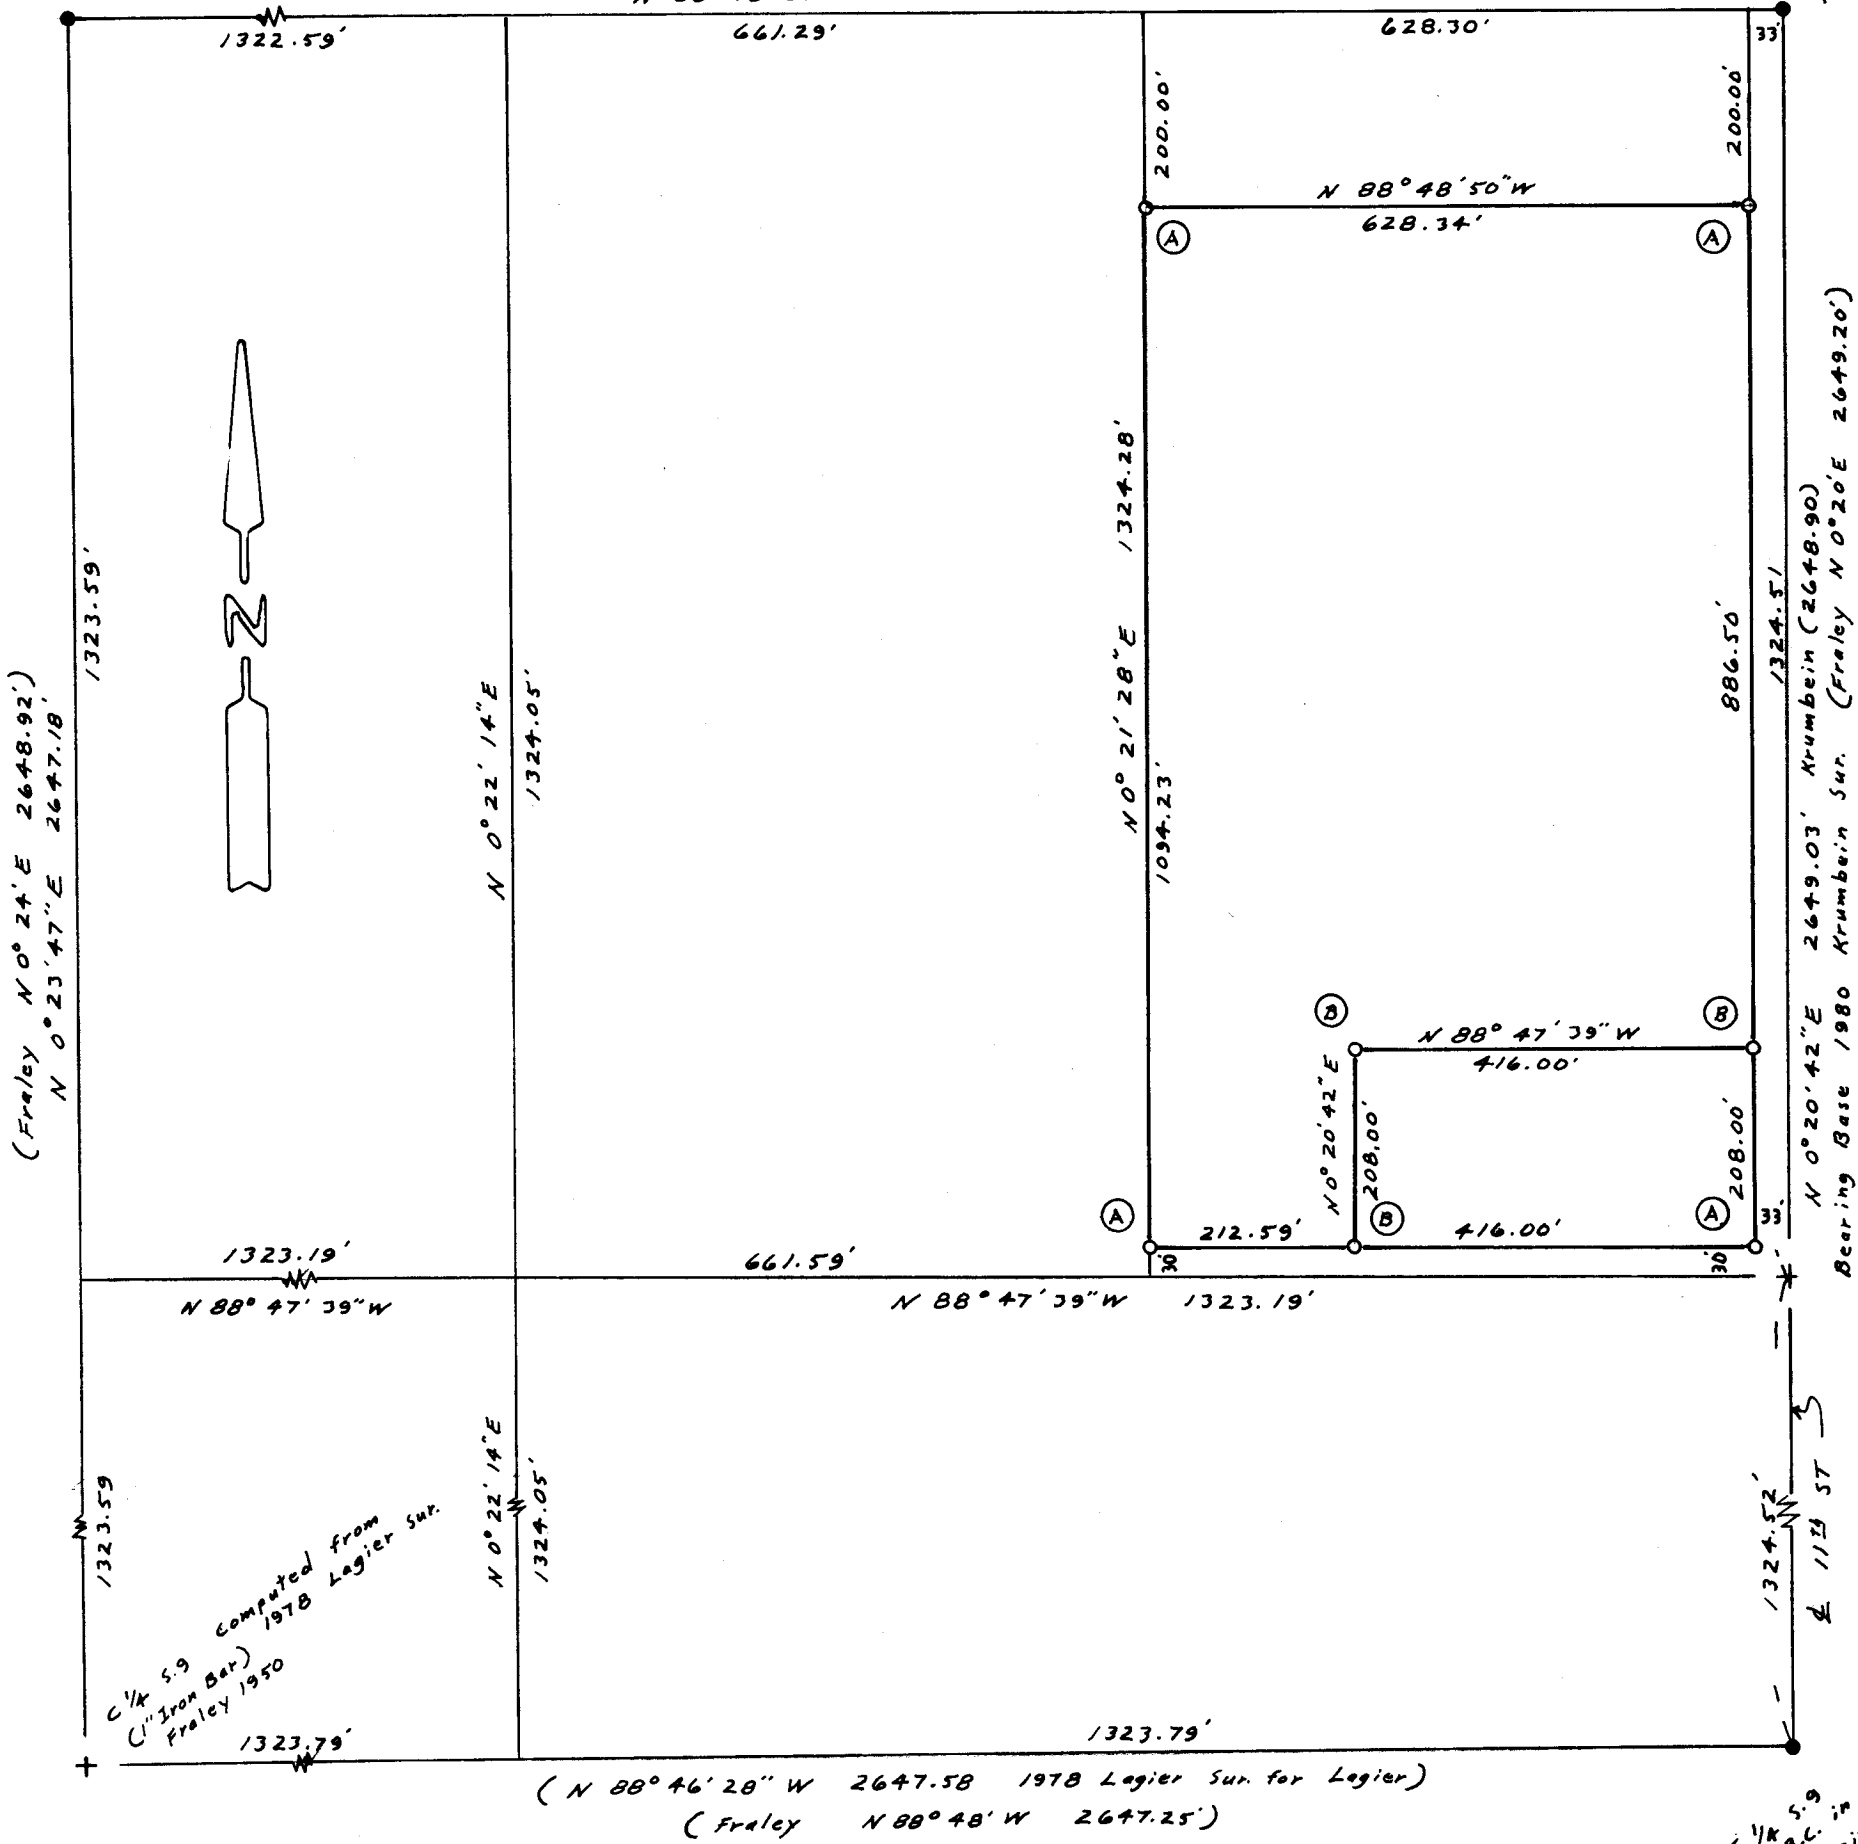 1322.59'
661.29'
628.30'
33'
200.00'
200.00'
N 88° 48' 50" W
628.34'
A
A
(Fraley N 0° 24' E 2648.92')
N 0° 23' 47" E 2647.18'
1323.59'
N
N 0° 22' 14" E
1324.05'
N 0° 21' 28" E 1324.28'
1094.23'
886.50'
1324.51'
N 0° 20' 42" E 2649.03' Krumbein (2648.90)
Bearing Base 1980 Krumbein Sur. (Fraley N 0° 20' E 2649.20')
B
B
N 88° 47' 39" W
416.00'
N 0° 20' 42" E
208.00'
208.00'
A
B
A
33'
212.59'
416.00'
30'
30'
1323.19'
661.59'
N 88° 47' 39" W
N 88° 47' 39" W 1323.19'
1323.59
N 0° 22' 14" E
1324.05'
1324.52'
℄ 11TH ST
C 1/4 S.9 computed from
(1" Iron Bar) 1978 Lagier Sur.
Fraley 1950
1323.79'
1323.79'
(N 88° 46' 28" W 2647.58 1978 Lagier Sur. for Lagier)
(Fraley N 88° 48' W 2647.25')
S.9